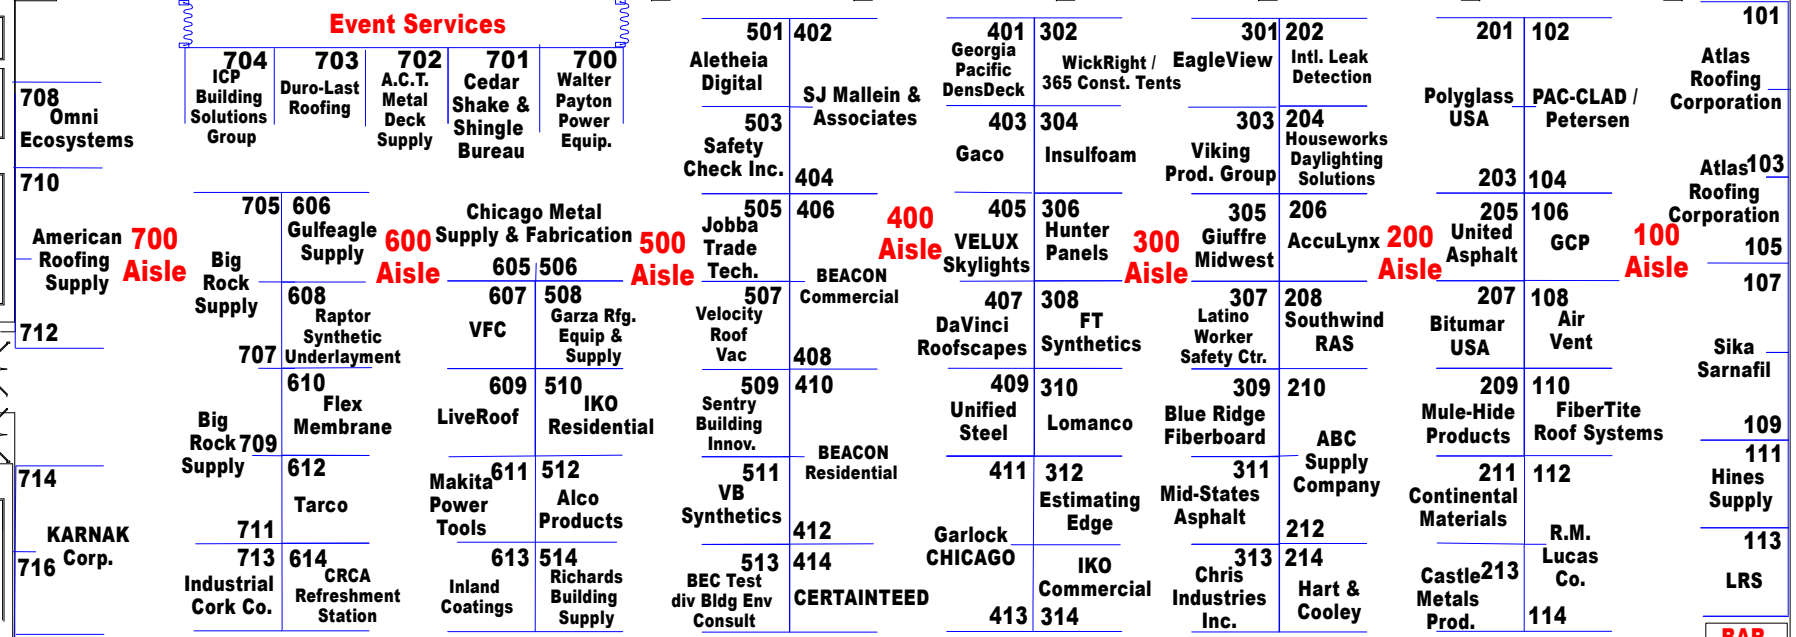 Event Services
704
ICP
Building
Solutions
Group
703
Duro-Last
Roofing
702
A.C.T.
Metal
Deck
Supply
701
Cedar
Shake &
Shingle
Bureau
700
Walter
Payton
Power
Equip.
708
Omni
Ecosystems
710
American
Roofing
Supply
712
714
KARNAK
Corp.
716
700
Aisle
705
Big
Rock
Supply
707
Big
Rock
Supply
709
711
713
Industrial
Cork Co.
606
Gulfeagle
Supply
608
Raptor
Synthetic
Underlayment
610
Flex
Membrane
612
Tarco
614
CRCA
Refreshment
Station
600
Aisle
Chicago Metal
Supply & Fabrication
605
506
607
VFC
609
LiveRoof
611
Makita
Power
Tools
613
Inland
Coatings
508
Garza Rfg.
Equip &
Supply
510
IKO
Residential
512
Alco
Products
514
Richards
Building
Supply
500
Aisle
501
Aletheia
Digital
503
Safety
Check Inc.
505
Jobba
Trade
Tech.
507
Velocity
Roof
Vac
509
Sentry
Building
Innov.
511
VB
Synthetics
513
BEC Test
div Bldg Env
Consult
402
SJ Mallein &
Associates
404
406
BEACON
Commercial
408
410
BEACON
Residential
412
414
CERTAINTEED
400
Aisle
401
Georgia
Pacific
DensDeck
403
Gaco
405
VELUX
Skylights
407
DaVinci
Roofscapes
409
Unified
Steel
411
Garlock
CHICAGO
413
302
WickRight /
365 Const. Tents
304
Insulfoam
306
Hunter
Panels
308
FT
Synthetics
310
Lomanco
312
Estimating
Edge
IKO
Commercial
314
300
Aisle
301
EagleView
303
Viking
Prod. Group
305
Giuffre
Midwest
307
Latino
Worker
Safety Ctr.
309
Blue Ridge
Fiberboard
311
Mid-States
Asphalt
313
Chris
Industries
Inc.
202
Intl. Leak
Detection
204
Houseworks
Daylighting
Solutions
206
AccuLynx
208
Southwind
RAS
210
ABC
Supply
Company
212
214
Hart &
Cooley
200
Aisle
201
Polyglass
USA
203
205
United
Asphalt
207
Bitumar
USA
209
Mule-Hide
Products
211
Continental
Materials
213
Castle
Metals
Prod.
102
PAC-CLAD /
Petersen
104
106
GCP
108
Air
Vent
110
FiberTite
Roof Systems
112
R.M.
Lucas
Co.
114
100
Aisle
101
Atlas
Roofing
Corporation
103
Atlas
Roofing
Corporation
105
107
Sika
Sarnafil
109
111
Hines
Supply
113
LRS
BAR